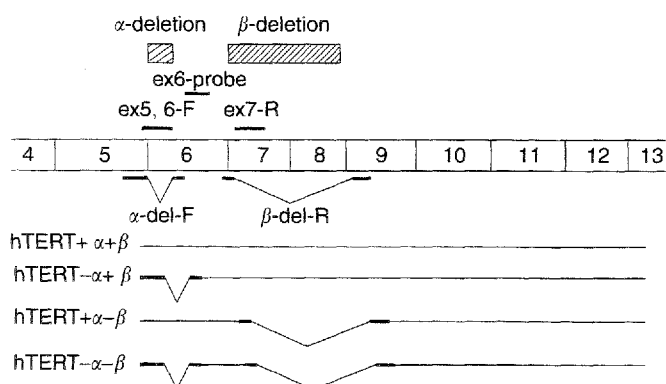 α-deletion β-deletion
ex6-probe
ex5, 6-F ex7-R
4 5 6 7 8 9 10 11 12 13
α-del-F β-del-R
hTERT+ α+β
hTERT−α+ β
hTERT+α−β
hTERT−α−β